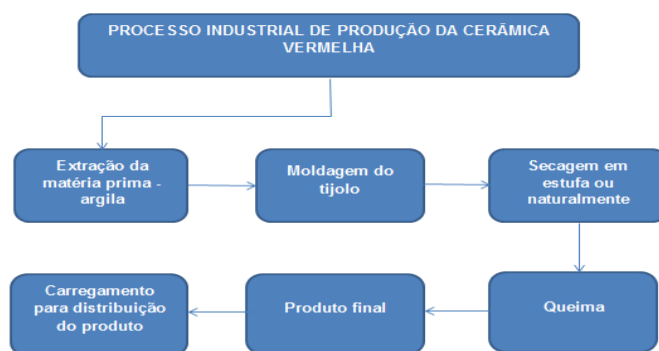 PROCESSO INDUSTRIAL DE PRODUÇÃO DA CERÂMICA
VERMELHA
Extração da
matéria prima -
argila
Moldagem do
tijolo
Secagem em
estufa ou
naturalmente
Queima
Produto final
Carregamento
para distribuição
do produto